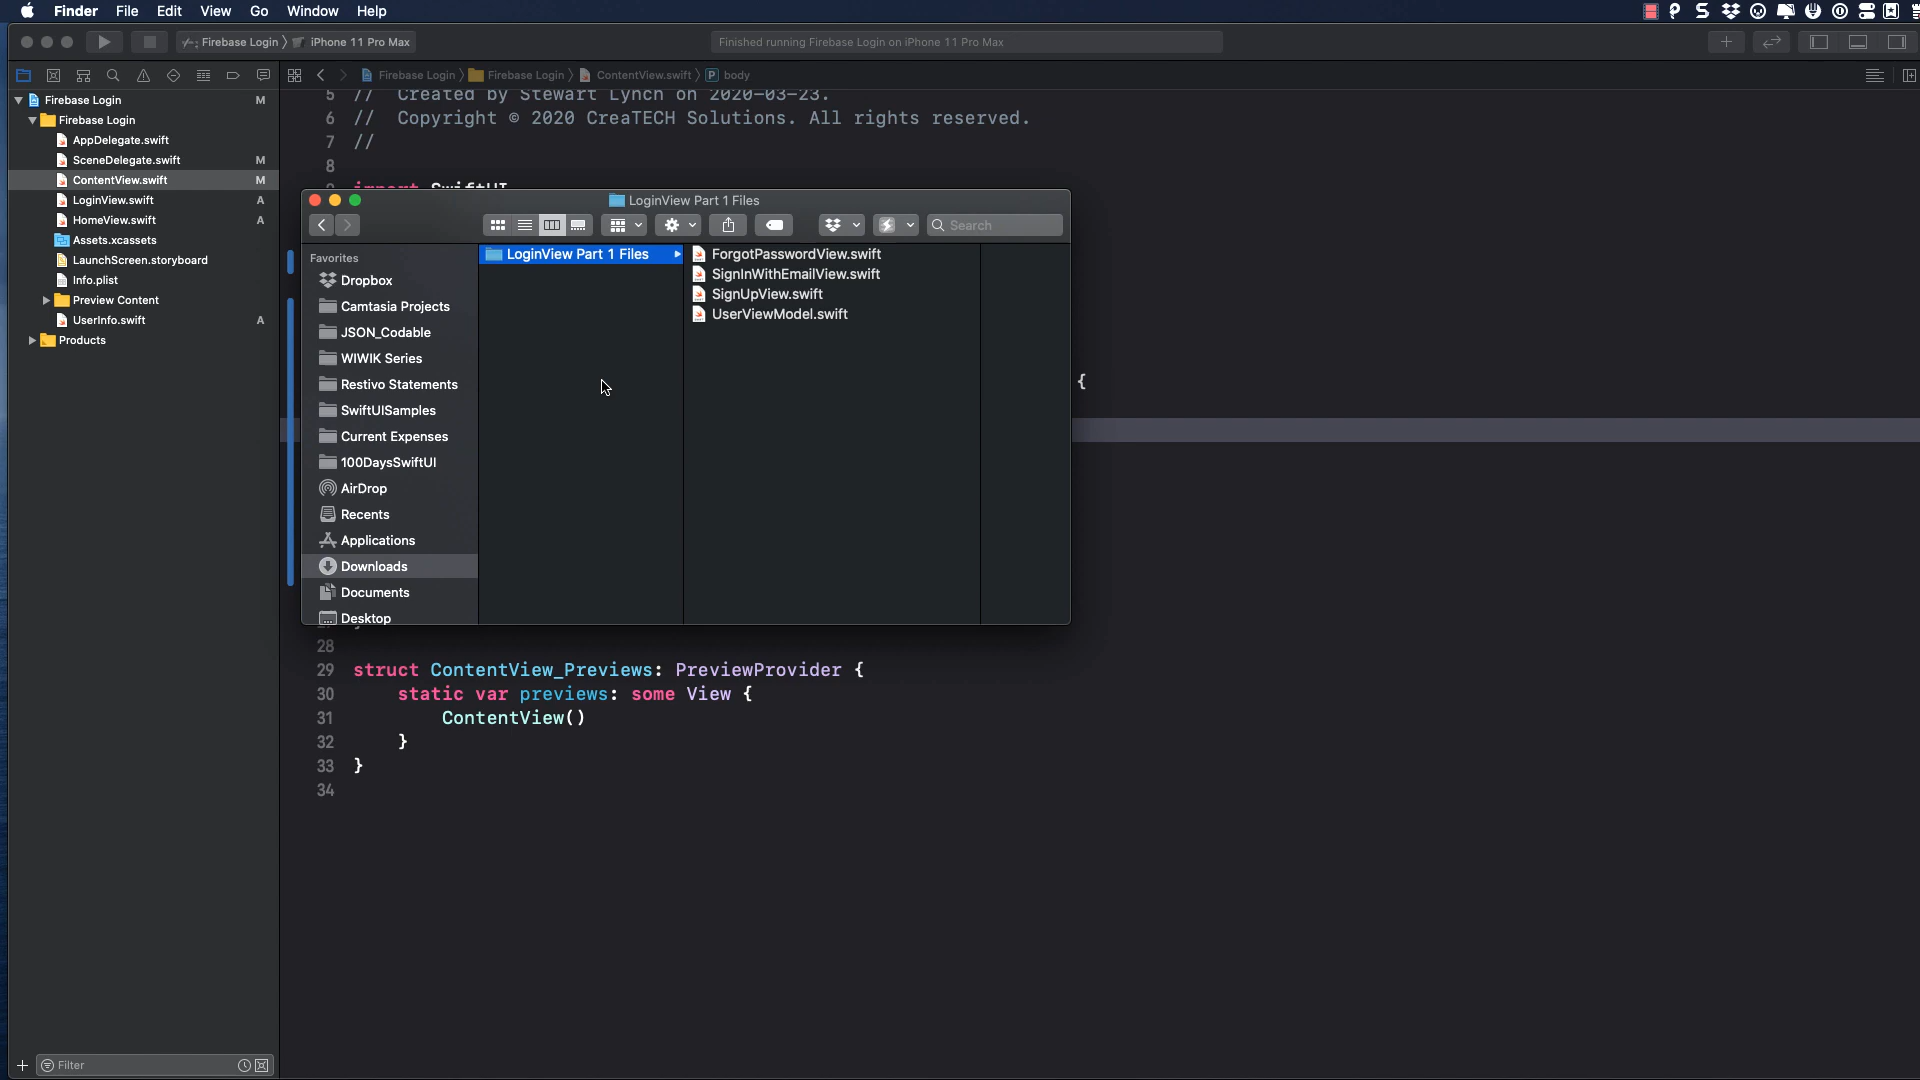 Finder File Edit View Go Window Help
Firebase Login iPhone 11 Pro Max
Finished running Firebase Login on iPhone 11 Pro Max
Firebase Login Firebase Login ContentView.swift P body
Firebase Login M
Firebase Login
AppDelegate.swift
SceneDelegate.swift M
ContentView.swift M
LoginView.swift A
HomeView.swift A
Assets.xcassets
LaunchScreen.storyboard
Info.plist
Preview Content
UserInfo.swift A
Products
Filter
5 // Created by Stewart Lynch on 2020-03-23.
6 // Copyright © 2020 CreaTECH Solutions. All rights reserved.
7 //
8
import SwiftUI
{
LoginView Part 1 Files
Search
Favorites
Dropbox
Camtasia Projects
JSON_Codable
WIWIK Series
Restivo Statements
SwiftUISamples
Current Expenses
100DaysSwiftUI
AirDrop
Recents
Applications
Downloads
Documents
Desktop
LoginView Part 1 Files
ForgotPasswordView.swift
SignInWithEmailView.swift
SignUpView.swift
UserViewModel.swift
28
29 struct ContentView_Previews: PreviewProvider {
30 static var previews: some View {
31 ContentView()
32 }
33 }
34